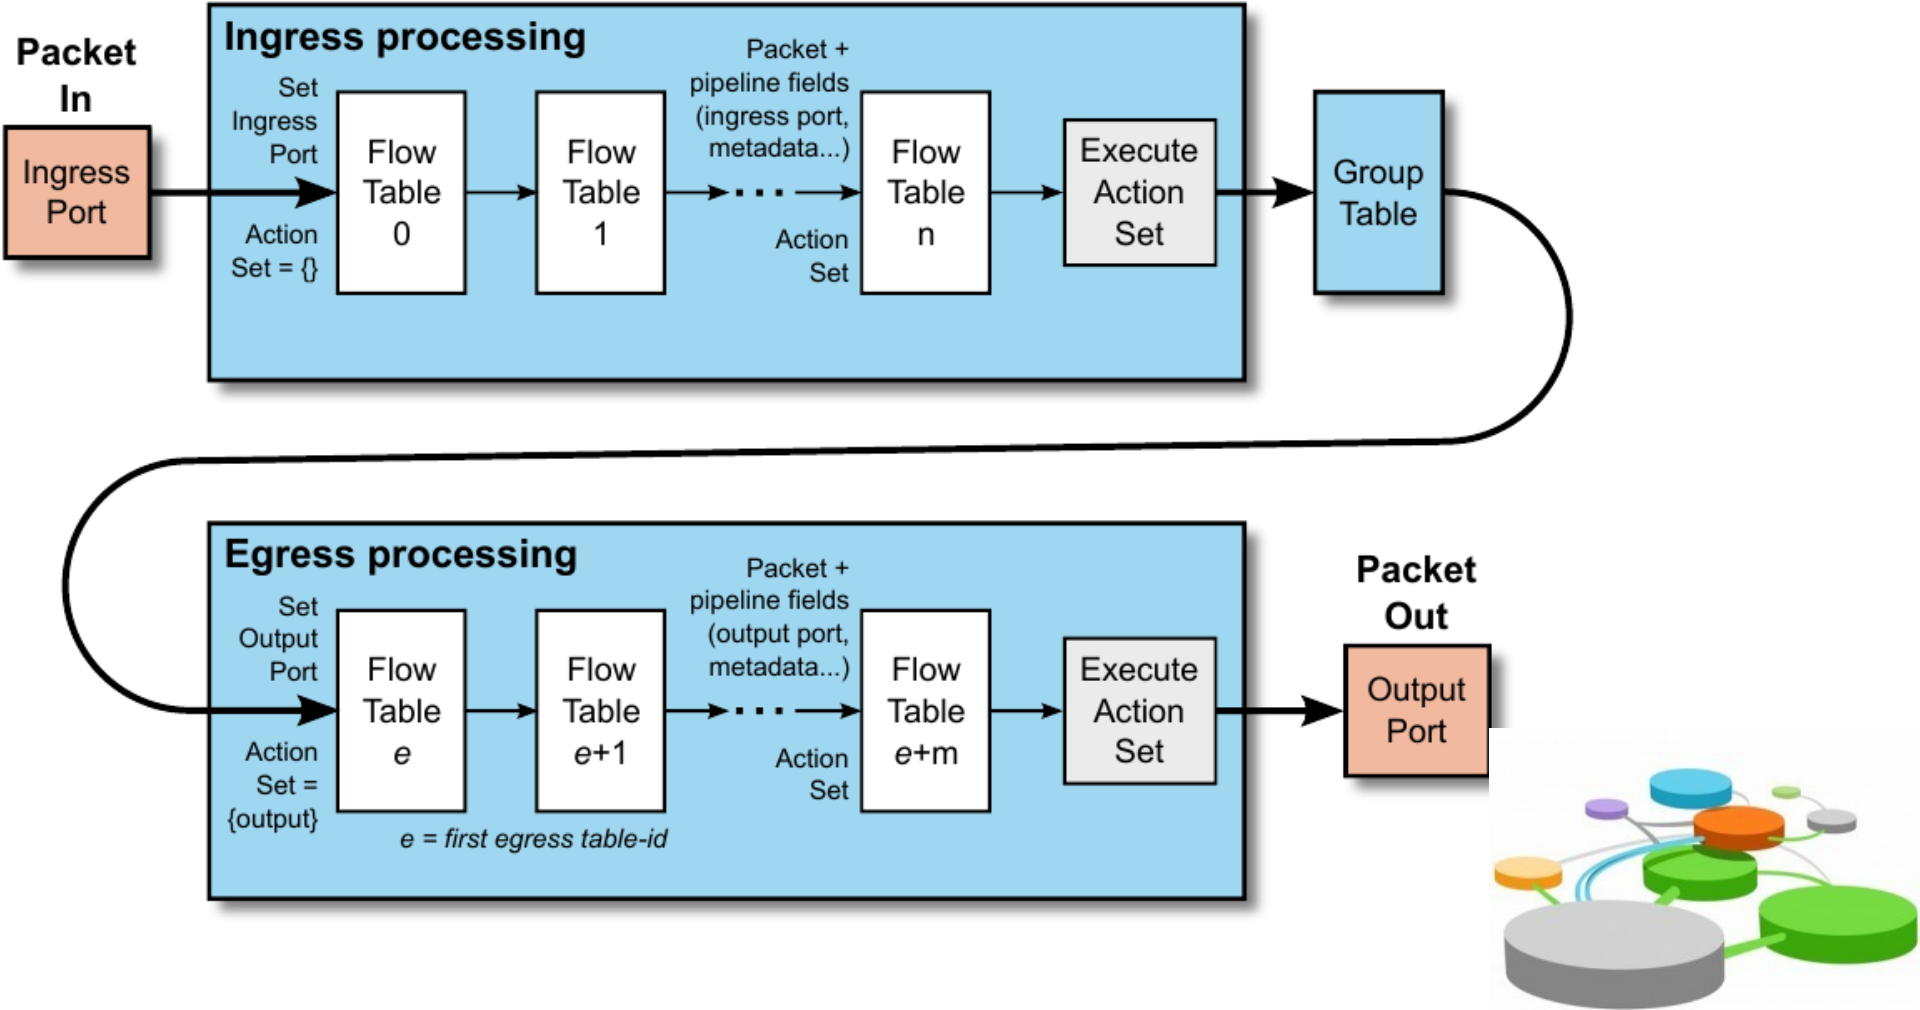 Packet
In
Ingress
Port
Ingress processing
Set
Ingress
Port
Action
Set = {}
Flow
Table
0
Flow
Table
1
Packet +
pipeline fields
(ingress port,
metadata...)
...
Action
Set
Flow
Table
n
Execute
Action
Set
Group
Table
Egress processing
Set
Output
Port
Action
Set =
{output}
Flow
Table
e
Flow
Table
e+1
e = first egress table-id
Packet +
pipeline fields
(output port,
metadata...)
...
Action
Set
Flow
Table
e+m
Execute
Action
Set
Packet
Out
Output
Port